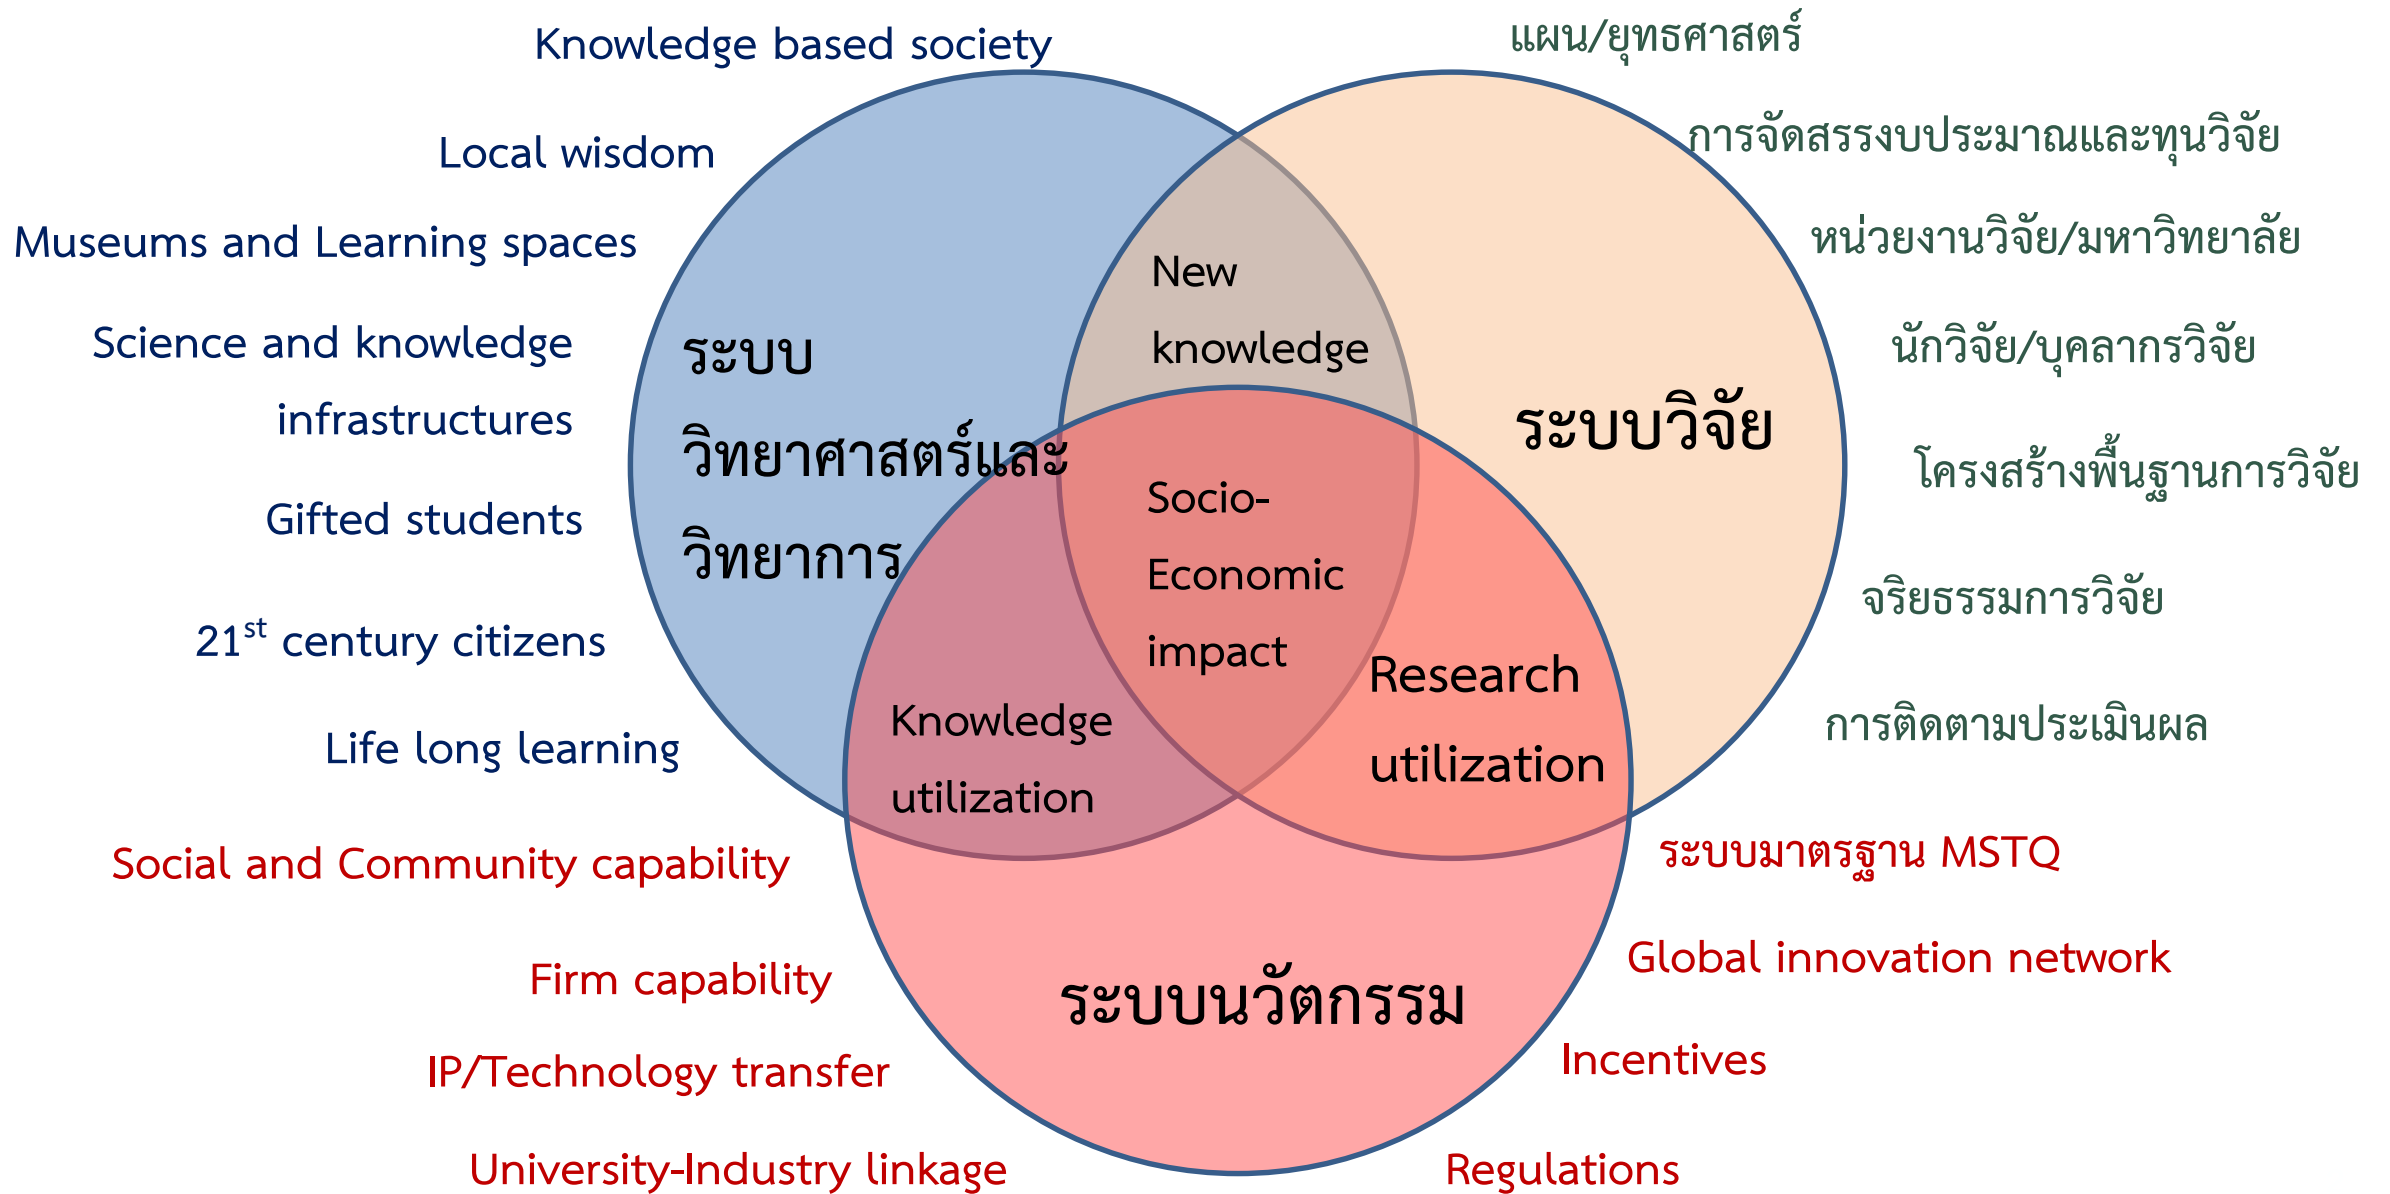 Knowledge based society
Local wisdom
Museums and Learning spaces
Science and knowledge
infrastructures
Gifted students
21st century citizens
Life long learning
แผน/ยุทธศาสตร์
การจัดสรรงบประมาณและทุนวิจัย
หน่วยงานวิจัย/มหาวิทยาลัย
นักวิจัย/บุคลากรวิจัย
โครงสร้างพื้นฐานการวิจัย
จริยธรรมการวิจัย
การติดตามประเมินผล
ระบบ
วิทยาศาสตร์และ
วิทยาการ
New
knowledge
ระบบวิจัย
Socio-
Economic
impact
Knowledge
utilization
Research
utilization
ระบบนวัตกรรม
Social and Community capability
Firm capability
IP/Technology transfer
University-Industry linkage
ระบบมาตรฐาน MSTQ
Global innovation network
Incentives
Regulations